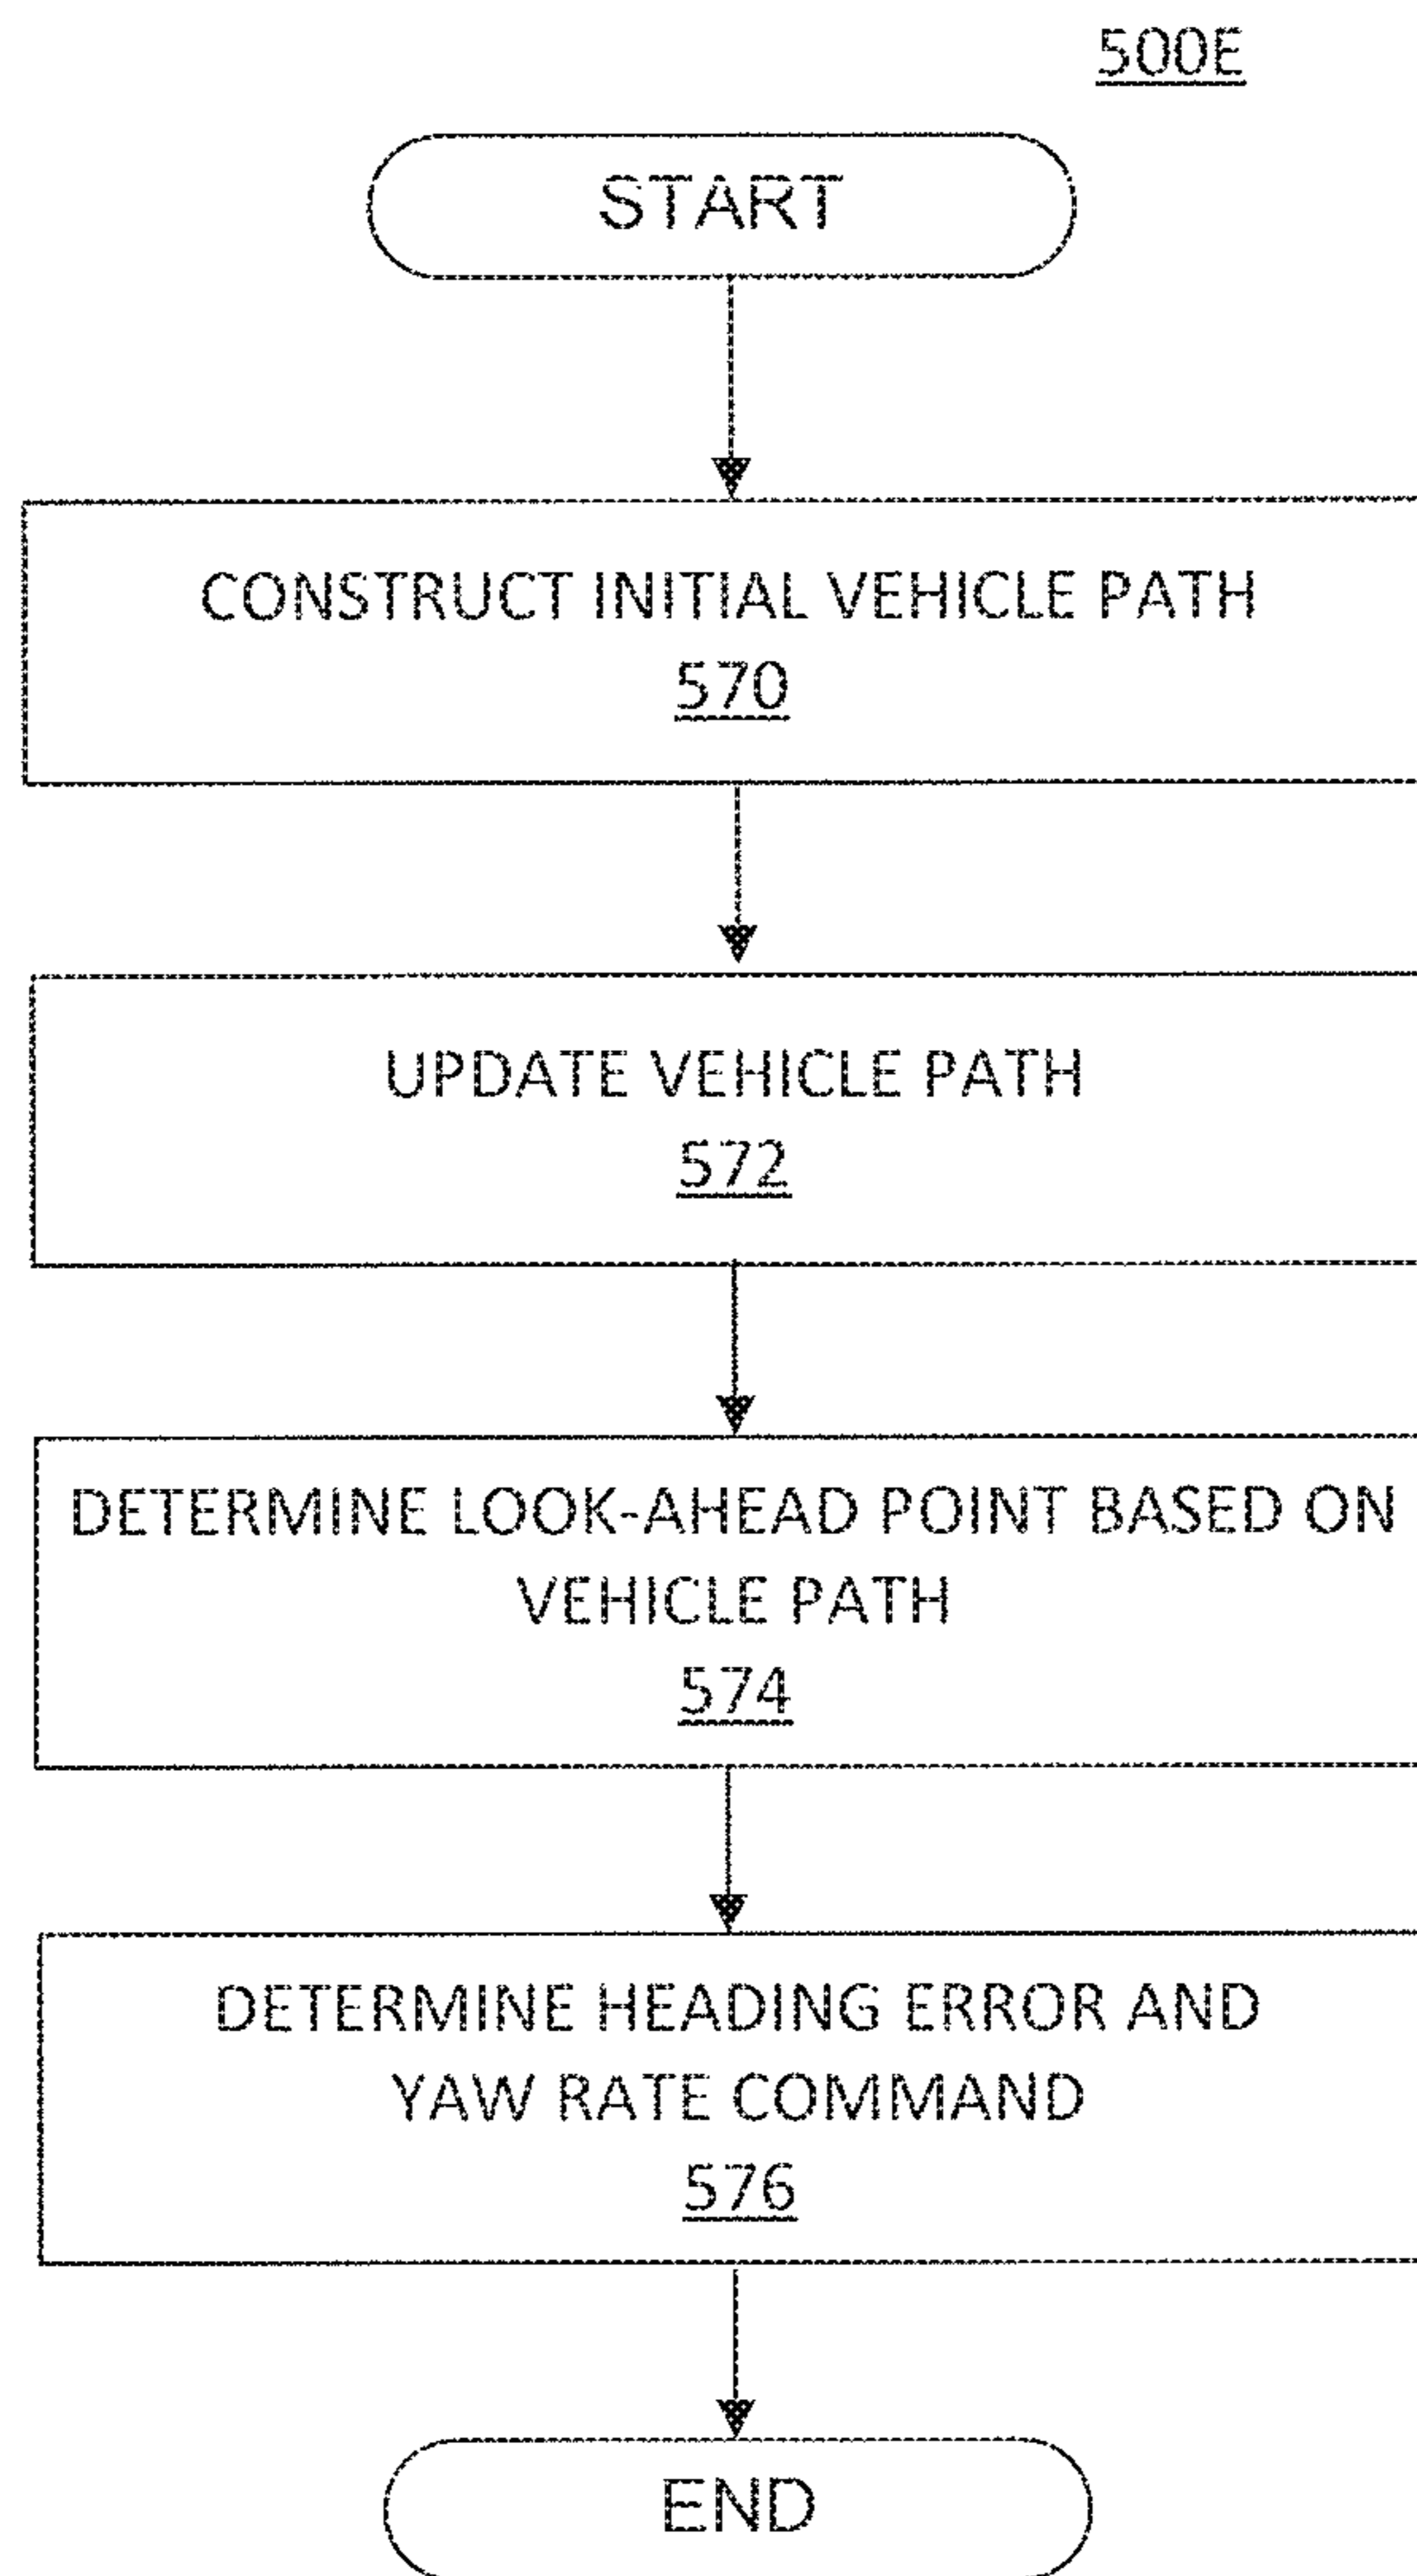 500E
START
CONSTRUCT INITIAL VEHICLE PATH
570
UPDATE VEHICLE PATH
572
DETERMINE LOOK-AHEAD POINT BASED ON
VEHICLE PATH
574
DETERMINE HEADING ERROR AND
YAW RATE COMMAND
576
END